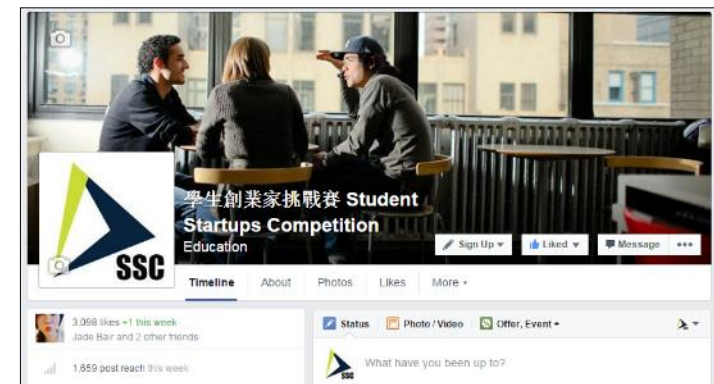 學生創業家挑戰賽 Student
Startups Competition
Education
Sign Up
Liked
Message
SSC
Timeline About Photos Likes More
3,098 likes +1 this week
Jade Bair and 2 other friends
1,659 post reach this week
Status Photo / Video Offer, Event +
SSC
What have you been up to?